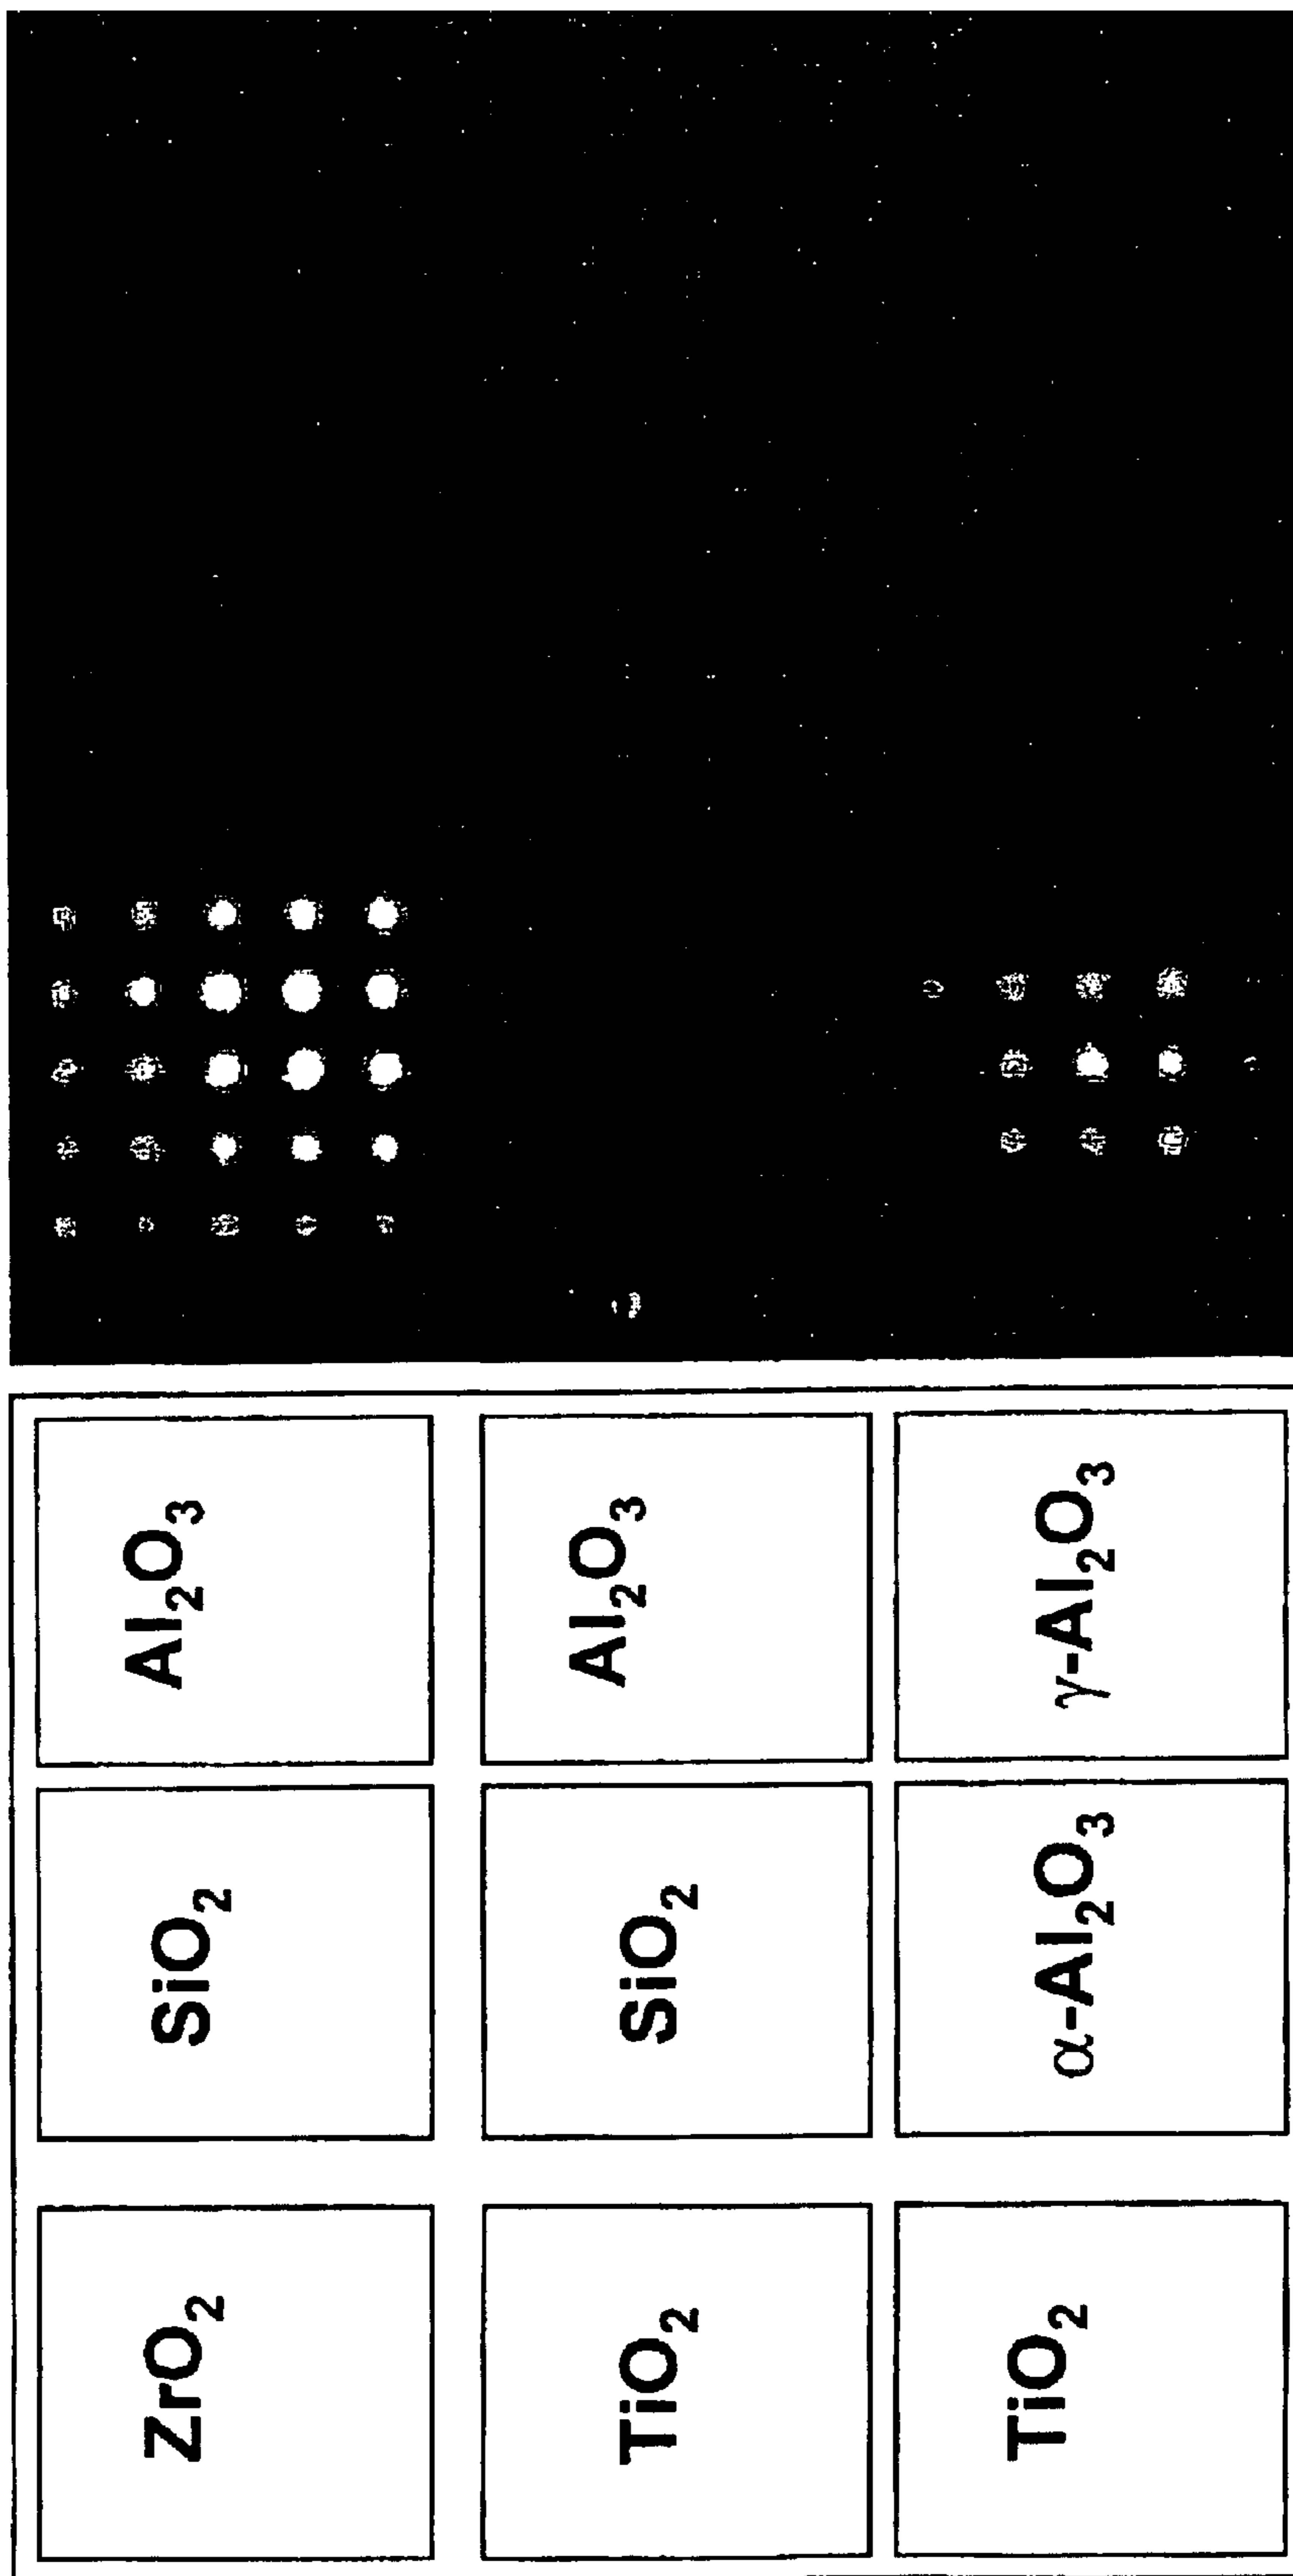 ZrO₂
SiO₂
Al₂O₃
TiO₂
SiO₂
Al₂O₃
TiO₂
α-Al₂O₃
γ-Al₂O₃